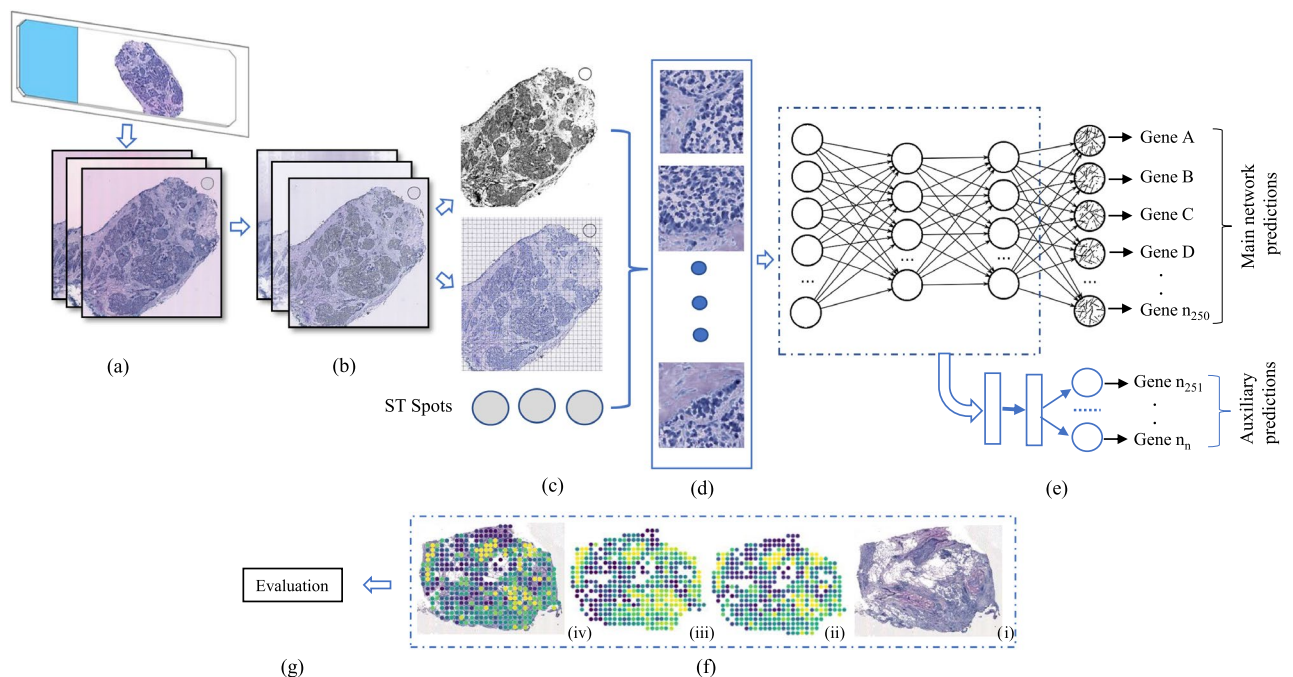 Gene A
Gene B
Gene C
Gene D
.
.
Gene n250
Main network
predictions
(a)
(b)
ST Spots
(c)
(d)
Gene n251
.
.
Gene nn
Auxiliary
predictions
(e)
Evaluation
(iv)
(iii)
(ii)
(i)
(g)
(f)